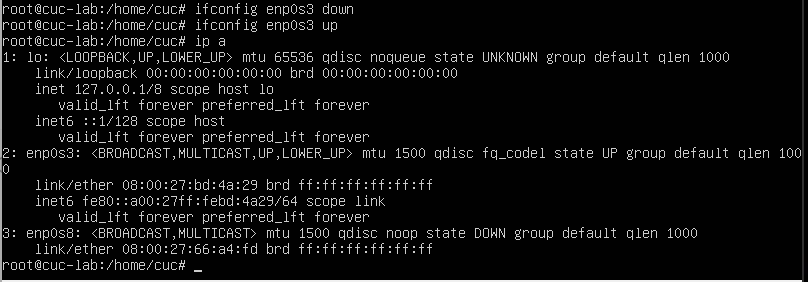 root@cuc-lab:/home/cuc# ifconfig enp0s3 down
root@cuc-lab:/home/cuc# ifconfig enp0s3 up
root@cuc-lab:/home/cuc# ip a
1: lo: <LOOPBACK,UP,LOWER_UP> mtu 65536 qdisc noqueue state UNKNOWN group default qlen 1000
    link/loopback 00:00:00:00:00:00 brd 00:00:00:00:00:00
    inet 127.0.0.1/8 scope host lo
       valid_lft forever preferred_lft forever
    inet6 ::1/128 scope host
       valid_lft forever preferred_lft forever
2: enp0s3: <BROADCAST,MULTICAST,UP,LOWER_UP> mtu 1500 qdisc fq_codel state UP group default qlen 100
0
    link/ether 08:00:27:bd:4a:29 brd ff:ff:ff:ff:ff:ff
    inet6 fe80::a00:27ff:febd:4a29/64 scope link
       valid_lft forever preferred_lft forever
3: enp0s8: <BROADCAST,MULTICAST> mtu 1500 qdisc noop state DOWN group default qlen 1000
    link/ether 08:00:27:66:a4:fd brd ff:ff:ff:ff:ff:ff
root@cuc-lab:/home/cuc# _